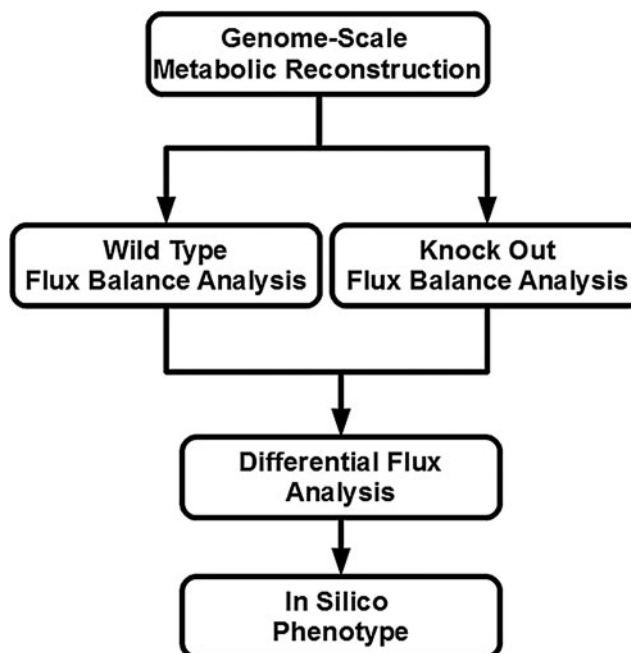 Genome-Scale
Metabolic Reconstruction
Wild Type
Flux Balance Analysis
Knock Out
Flux Balance Analysis
Differential Flux
Analysis
In Silico
Phenotype